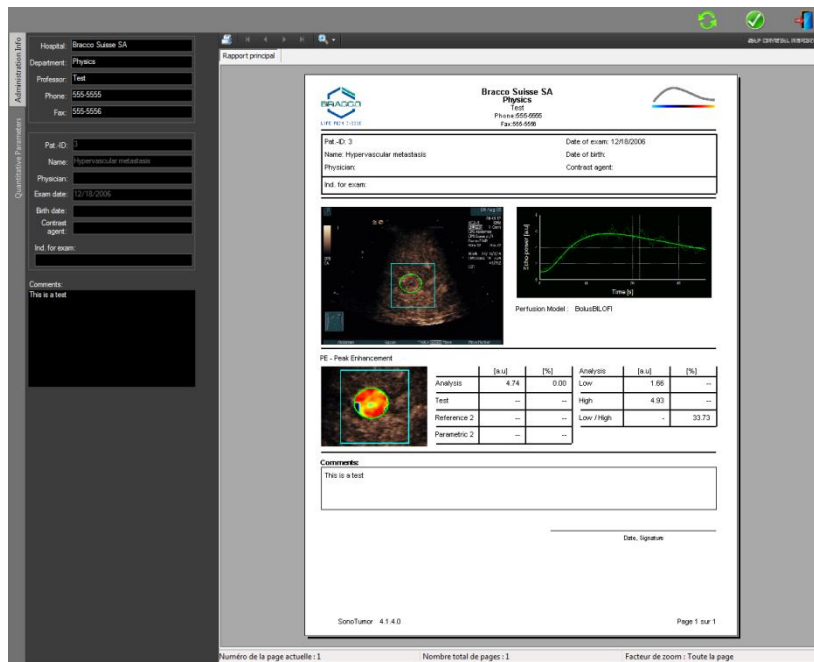 Administration Info
Quantitative Parameters
Hospital: Bracco Suisse SA
Department: Physics
Professor: Test
Phone: 555-5555
Fax: 555-5556
Pat.-ID: 3
Name: Hypervascular metastasis
Physician:
Exam date: 12/18/2006
Birth date:
Contrast agent:
Ind. for exam:
Comments:
This is a test
Rapport principal
BRACCO
LIFE FROM INSIDE
Bracco Suisse SA
Physics
Test
Phone:555-5555
Fax:555-5556
Pat.-ID: 3
Date of exam: 12/18/2006
Name: Hypervascular metastasis
Date of birth:
Physician:
Contrast agent:
Ind. for exam:
Echo-power [a.u]
Time [s]
Perfusion Model : BolusBILOFI
PE - Peak Enhancement
[a.u] [%] Analysis [a.u] [%]
Analysis 4.74 0.00 Low 1.66 --
Test -- -- High 4.93 --
Reference 2 -- -- Low / High - 33.73
Parametric 2 -- --
Comments:
This is a test
Date, Signature
SonoTumor 4.1.4.0
Page 1 sur 1
Numéro de la page actuelle : 1
Nombre total de pages : 1
Facteur de zoom : Toute la page